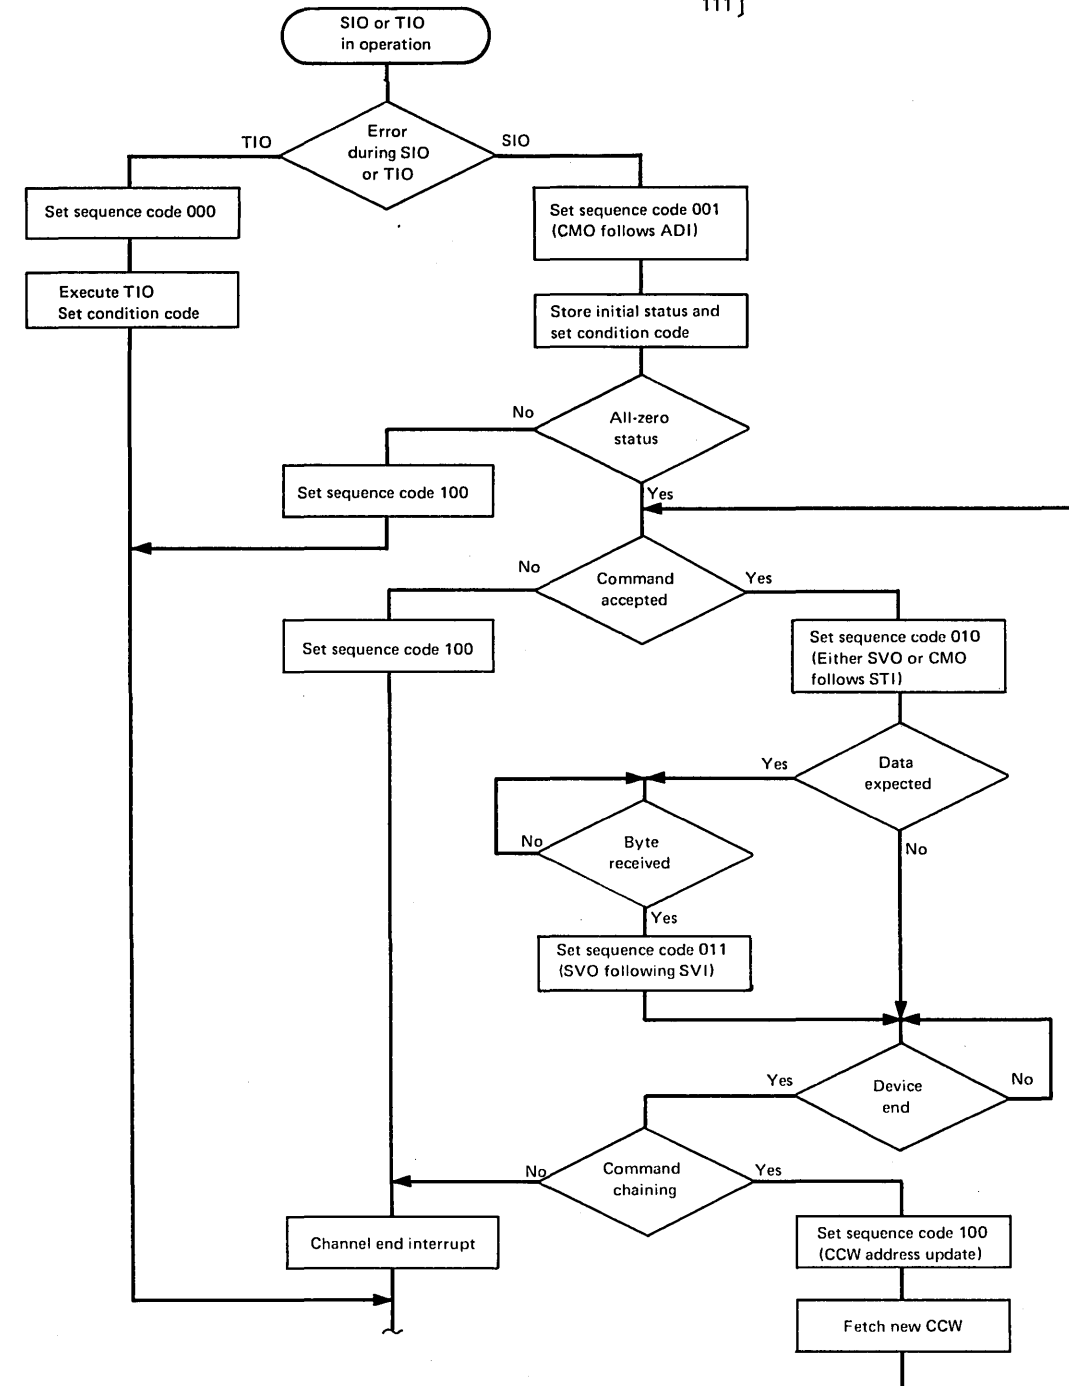 111}
SIO or TIO
in operation
Error
during SIO
or TIO
TIO
SIO
Set sequence code 000
Set sequence code 001
(CMO follows ADI)
Execute TIO
Set condition code
Store initial status and
set condition code
All-zero
status
No
Yes
Set sequence code 100
Command
accepted
No
Yes
Set sequence code 100
Set sequence code 010
(Either SVO or CMO
follows STI)
Data
expected
Yes
No
Byte
received
No
Yes
Set sequence code 011
(SVO following SVI)
Device
end
Yes
No
Command
chaining
No
Yes
Channel end interrupt
Set sequence code 100
(CCW address update)
Fetch new CCW